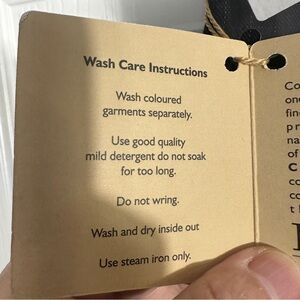 Wash Care Instructions
Wash coloured
garments separately.
Use good quality
mild detergent do not soak
for too long.
Do not wring.
Wash and dry inside out
Use steam iron only.